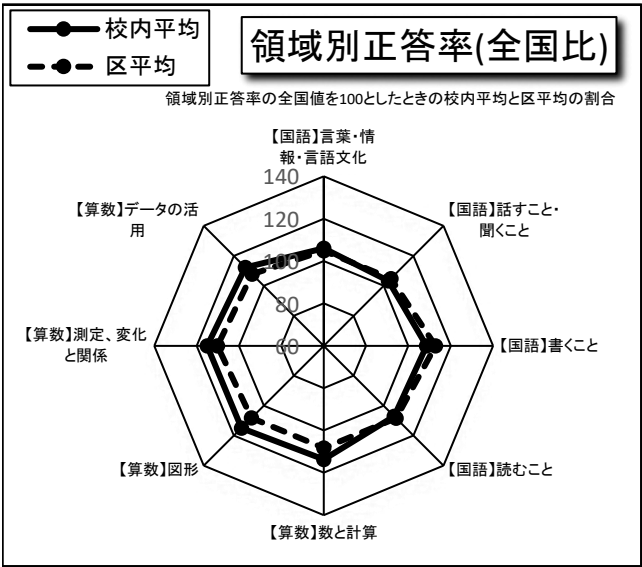 校内平均
区平均
領域別正答率(全国比)
領域別正答率の全国値を100としたときの校内平均と区平均の割合
【国語】言葉・情
報・言語文化
【国語】話すこと・
聞くこと
【国語】書くこと
【国語】読むこと
【算数】数と計算
【算数】図形
【算数】測定、変化
と関係
【算数】データの活
用
140
120
100
80
60